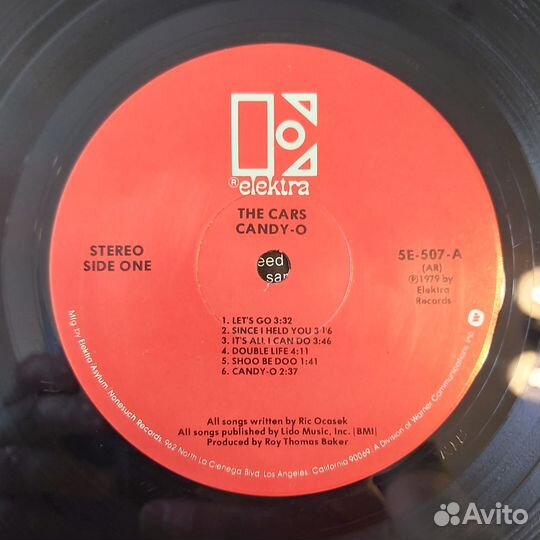 ® elektra
THE CARS
CANDY-O
STEREO
SIDE ONE
5E-507-A
(AR)
℗ 1979 by
Elektra
Records
eed
sar
1. LET'S GO 3:32
2. SINCE I HELD YOU 3:16
3. IT'S ALL I CAN DO 3:46
4. DOUBLE LIFE 4:11
5. SHOO BE DOO 1:41
6. CANDY-O 2:37
All songs written by Ric Ocasek
All songs published by Lido Music, Inc. [BMI]
Produced by Roy Thomas Baker
Mfg by Elektra/Asylum/Nonesuch Records, 962 North La Cienega Blvd, Los Angeles, California 90069 • A Division of Warner Communications Inc.
Avito